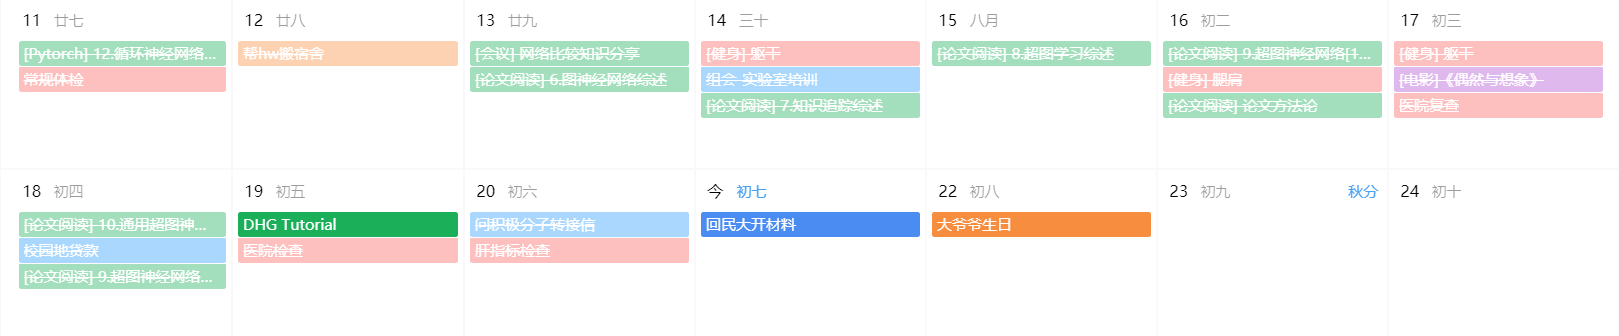 11 廿七
[Pytorch] 12.循环神经网络...
常规体检
12 廿八
帮hw搬宿舍
13 廿九
[会议] 网络比较知识分享
[论文阅读] 6.图神经网络综述
14 三十
[健身] 躯干
组会-实验室培训
[论文阅读] 7.知识追踪综述
15 八月
[论文阅读] 8.超图学习综述
16 初二
[论文阅读] 9.超图神经网络[1...
[健身] 腿肩
[论文阅读] 论文方法论
17 初三
[健身] 躯干
[电影]《偶然与想象》
医院复查
18 初四
[论文阅读] 10.通用超图神...
校园地贷款
[论文阅读] 9.超图神经网络...
19 初五
DHG Tutorial
医院检查
20 初六
问积极分子转接信
肝指标检查
今 初七
回民大开材料
22 初八
大爷爷生日
23 初九 秋分
24 初十